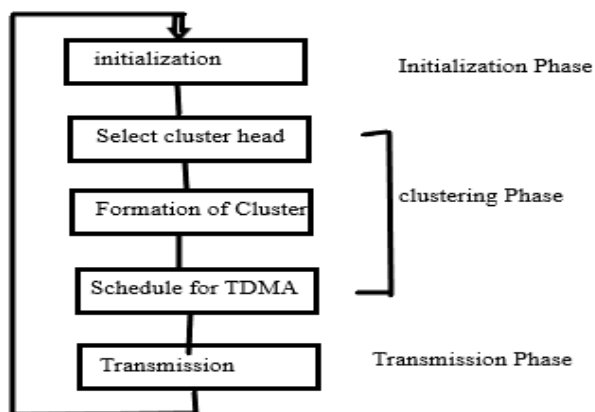 initialization
Initialization Phase
Select cluster head
clustering Phase
Formation of Cluster
Schedule for TDMA
Transmission
Transmission Phase